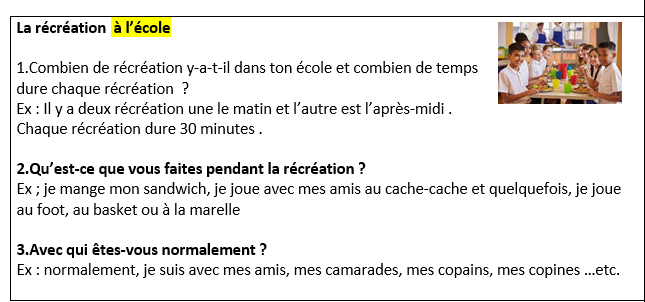 La récréation à l’école
1.Combien de récréation y-a-t-il dans ton école et combien de temps
dure chaque récréation ?
Ex : Il y a deux récréation une le matin et l’autre est l’après-midi .
Chaque récréation dure 30 minutes .
2.Qu’est-ce que vous faites pendant la récréation ?
Ex ; je mange mon sandwich, je joue avec mes amis au cache-cache et quelquefois, je joue
au foot, au basket ou à la marelle
3.Avec qui êtes-vous normalement ?
Ex : normalement, je suis avec mes amis, mes camarades, mes copains, mes copines …etc.